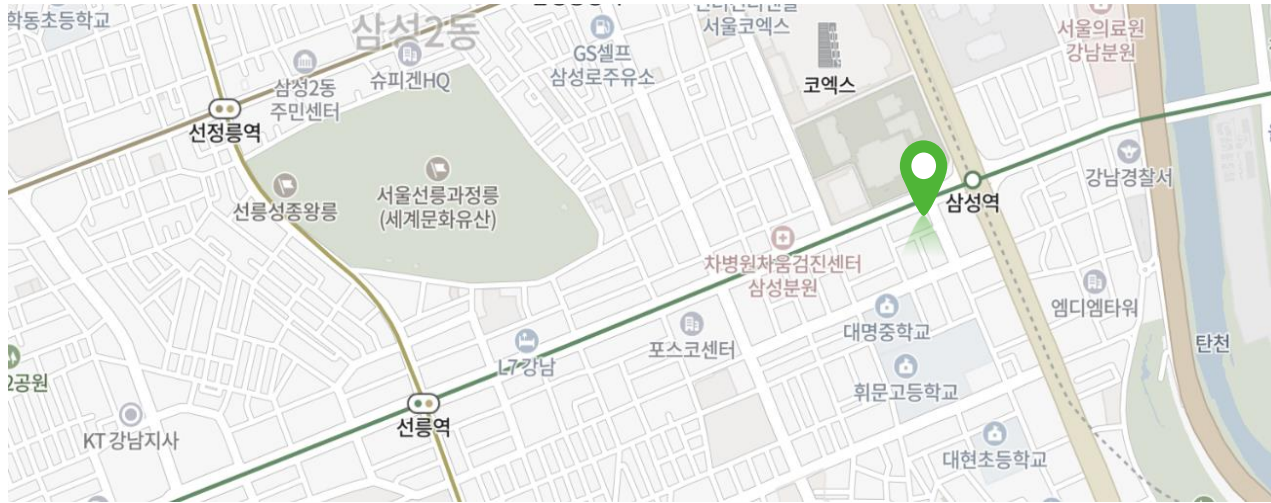 학동초등학교
삼성2동
서울코엑스
서울의료원
강남분원
GS셀프
삼성로주유소
슈피겐HQ
코엑스
삼성2동
주민센터
선정릉역
강남경찰서
서울선릉과정릉
(세계문화유산)
선릉성종왕릉
삼성역
차병원차움검진센터
삼성분원
엠디엠타워
대명중학교
탄천
포스코센터
L7강남
2공원
휘문고등학교
선릉역
KT강남지사
대현초등학교